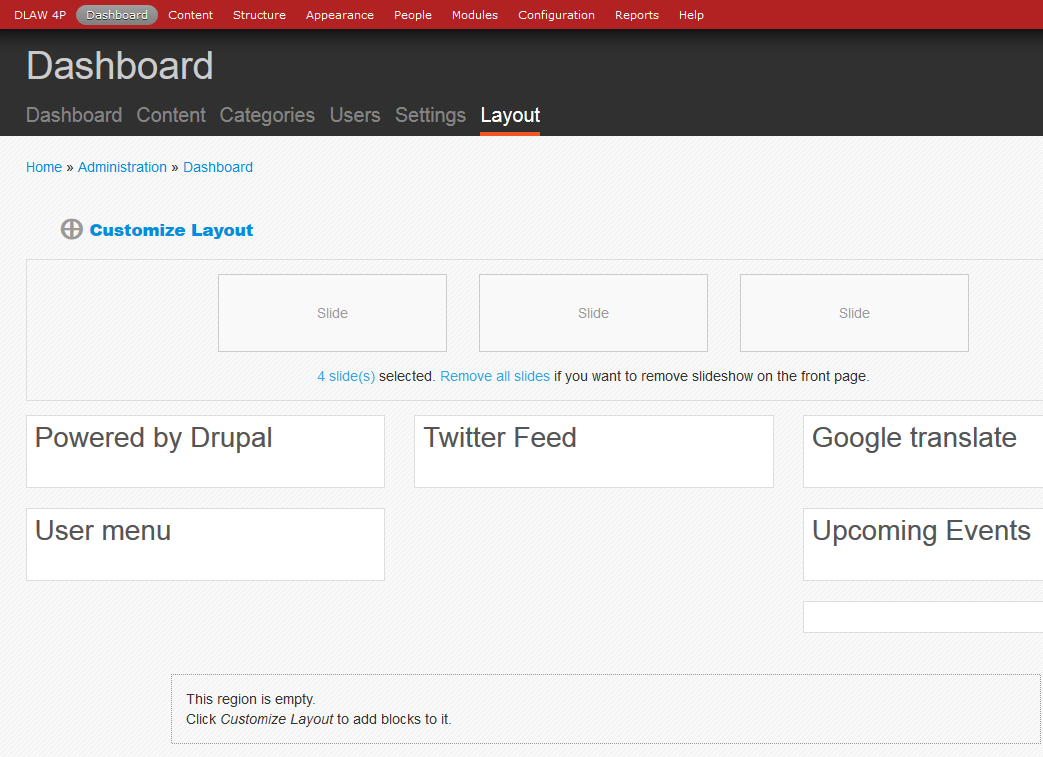 DLAW 4P Dashboard Content Structure Appearance People Modules Configuration Reports Help
Dashboard
Dashboard Content Categories Users Settings Layout
Home » Administration » Dashboard
Customize Layout
Slide Slide Slide
4 slide(s) selected. Remove all slides if you want to remove slideshow on the front page.
Powered by Drupal Twitter Feed Google translate
User menu Upcoming Events
This region is empty.
Click Customize Layout to add blocks to it.